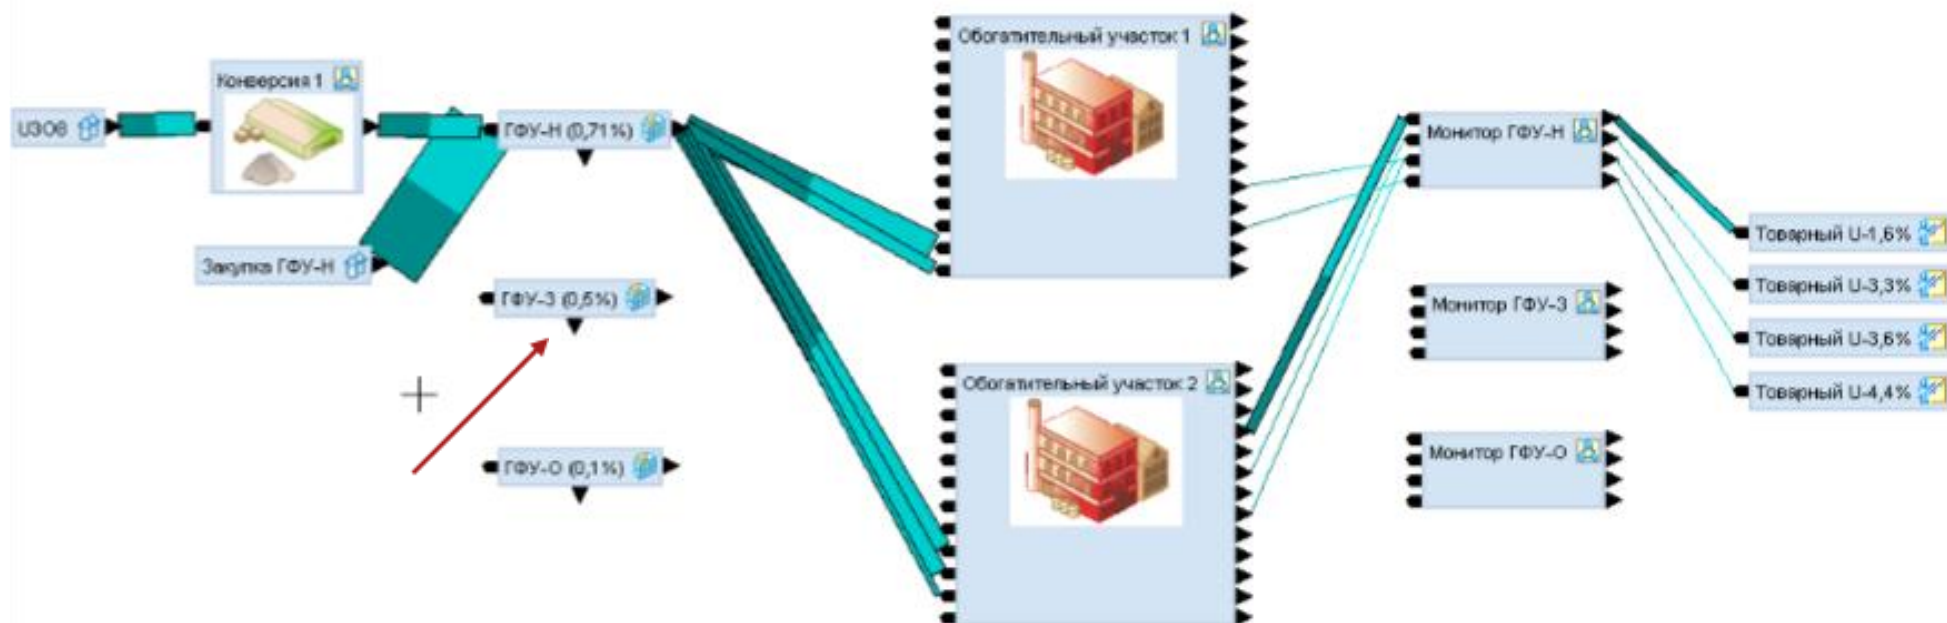 Обогатительный участок 1
Конверсия 1
U3O8
ГФУ-Н (0,71%)
Монитор ГФУ-Н
Закупка ГФУ-Н
Товарный U-1,6%
ГФУ-З (0,5%)
Монитор ГФУ-З
Товарный U-3,3%
Товарный U-3,6%
Обогатительный участок 2
Товарный U-4,4%
ГФУ-О (0,1%)
Монитор ГФУ-О